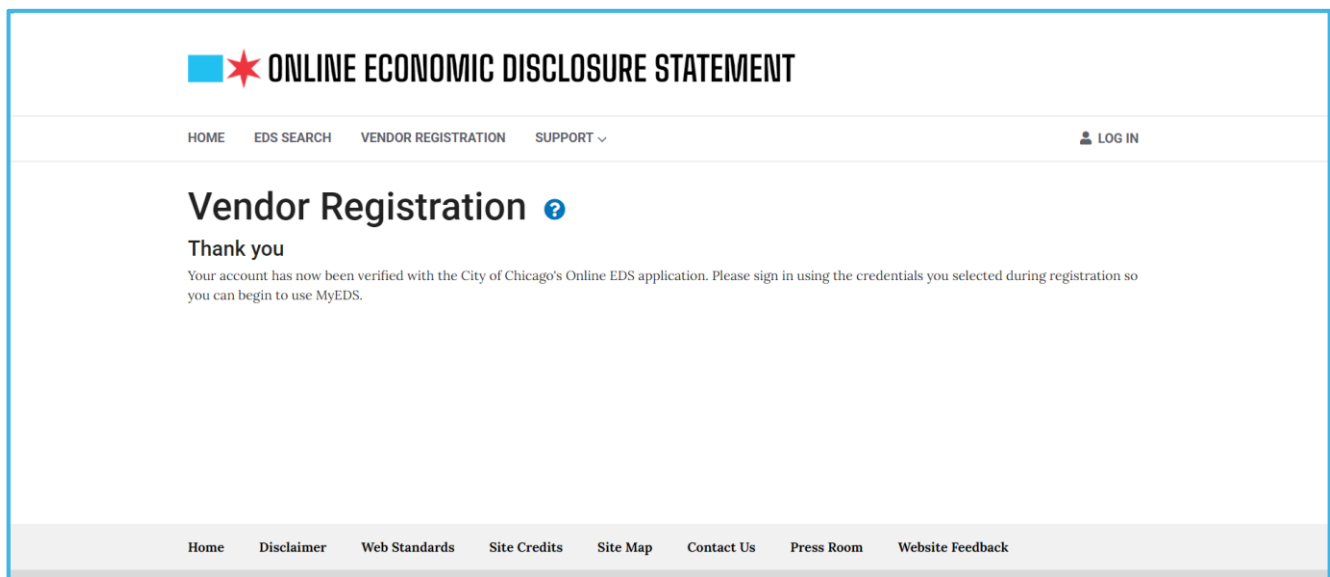 ONLINE ECONOMIC DISCLOSURE STATEMENT
HOME EDS SEARCH VENDOR REGISTRATION SUPPORT LOG IN
Vendor Registration ?
Thank you
Your account has now been verified with the City of Chicago's Online EDS application. Please sign in using the credentials you selected during registration so
you can begin to use MyEDS.
Home Disclaimer Web Standards Site Credits Site Map Contact Us Press Room Website Feedback